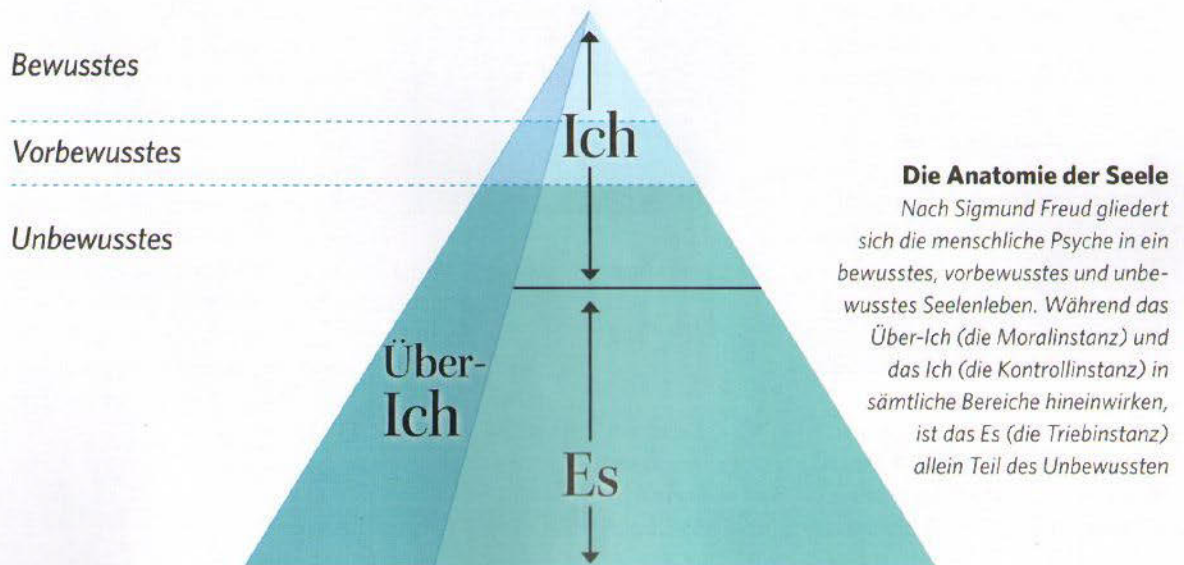 Bewusstes
Vorbewusstes
Unbewusstes
Ich
Über-
Ich
Es
Die Anatomie der Seele
Nach Sigmund Freud gliedert
sich die menschliche Psyche in ein
bewusstes, vorbewusstes und unbe-
wusstes Seelenleben. Während das
Über-Ich (die Moralinstanz) und
das Ich (die Kontrollinstanz) in
sämtliche Bereiche hineinwirken,
ist das Es (die Triebinstanz)
allein Teil des Unbewussten